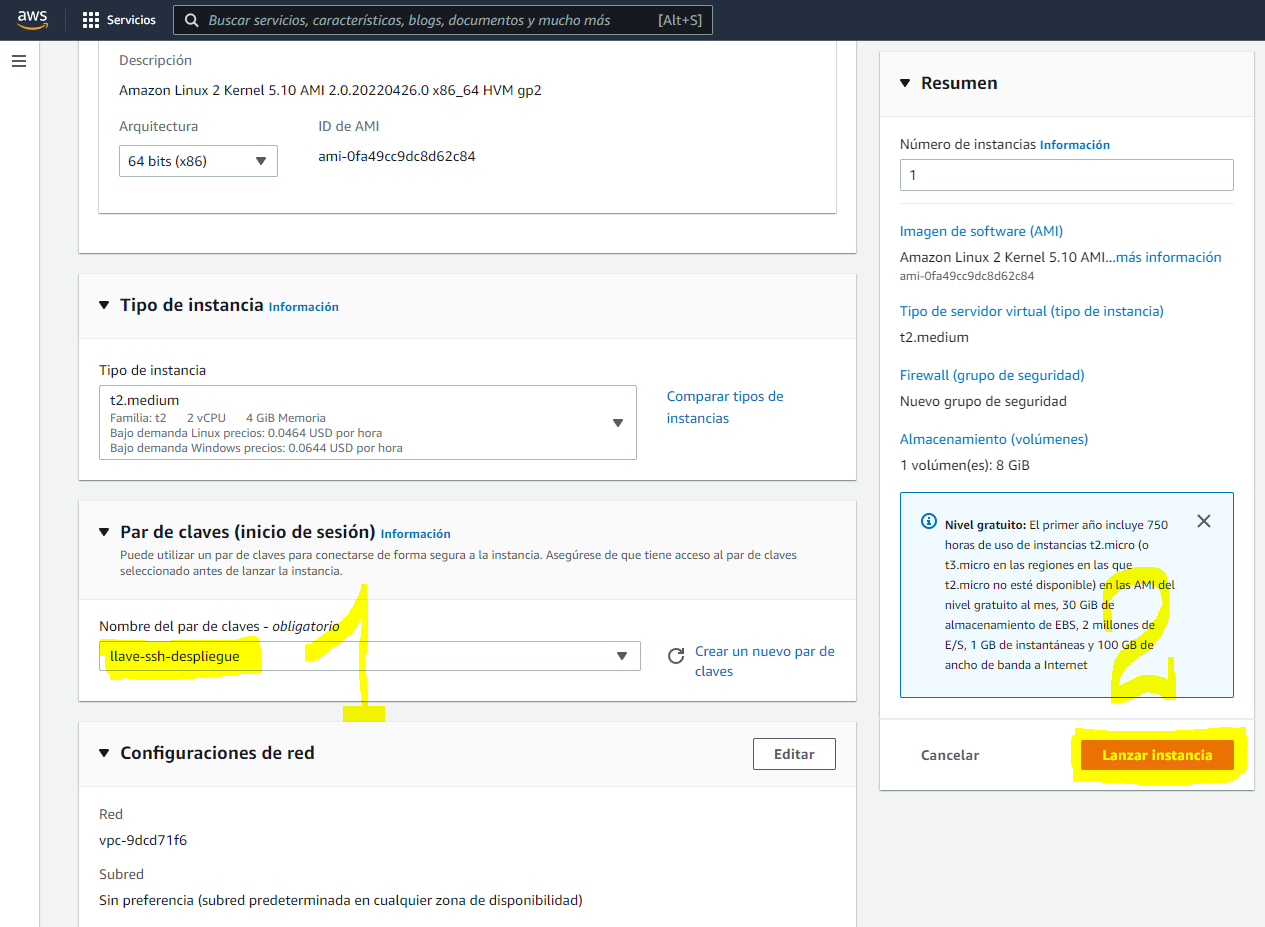 aws
Servicios
Buscar servicios, características, blogs, documentos y mucho más [Alt+S]
Descripción
Amazon Linux 2 Kernel 5.10 AMI 2.0.20220426.0 x86_64 HVM gp2
Arquitectura
ID de AMI
64 bits (x86)
ami-0fa49cc9dc8d62c84
Tipo de instancia Información
Tipo de instancia
t2.medium
Familia: t2 2 vCPU 4 GiB Memoria
Bajo demanda Linux precios: 0.0464 USD por hora
Bajo demanda Windows precios: 0.0644 USD por hora
Comparar tipos de
instancias
Par de claves (inicio de sesión) Información
Puede utilizar un par de claves para conectarse de forma segura a la instancia. Asegúrese de que tiene acceso al par de claves
seleccionado antes de lanzar la instancia.
1
Nombre del par de claves - obligatorio
llave-ssh-despliegue
Crear un nuevo par de
claves
Configuraciones de red
Editar
Red
vpc-9dcd71f6
Subred
Sin preferencia (subred predeterminada en cualquier zona de disponibilidad)
Resumen
Número de instancias Información
1
Imagen de software (AMI)
Amazon Linux 2 Kernel 5.10 AMI...más información
ami-0fa49cc9dc8d62c84
Tipo de servidor virtual (tipo de instancia)
t2.medium
Firewall (grupo de seguridad)
Nuevo grupo de seguridad
Almacenamiento (volúmenes)
1 volúmen(es): 8 GiB
Nivel gratuito: El primer año incluye 750
horas de uso de instancias t2.micro (o
t3.micro en las regiones en las que
t2.micro no esté disponible) en las AMI del
nivel gratuito al mes, 30 GiB de
almacenamiento de EBS, 2 millones de
E/S, 1 GB de instantáneas y 100 GB de
ancho de banda a Internet
2
Cancelar
Lanzar instancia